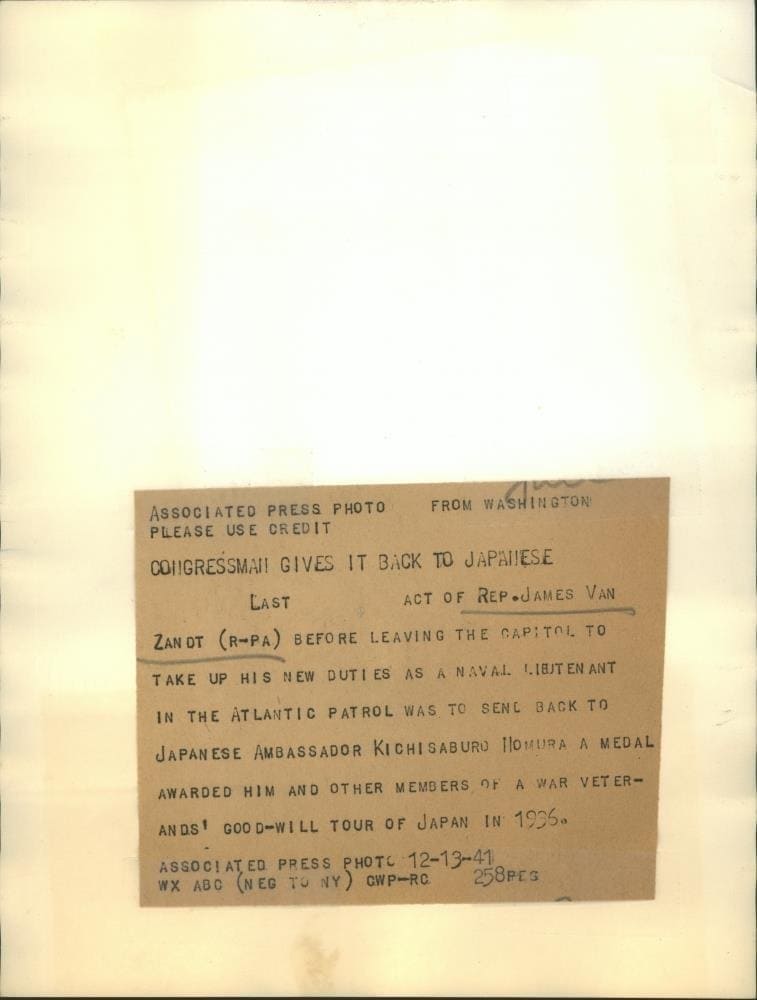 ASSOCIATED PRESS PHOTO FROM WASHINGTON
PLEASE USE CREDIT
CONGRESSMAN GIVES IT BACK TO JAPANESE
LAST ACT OF REP.JAMES VAN
ZANDT (R-PA) BEFORE LEAVING THE CAPITOL TO
TAKE UP HIS NEW DUTIES AS A NAVAL LIEUTENANT
IN THE ATLANTIC PATROL WAS TO SEND BACK TO
JAPANESE AMBASSADOR KICHISABURO NOMURA A MEDAL
AWARDED HIM AND OTHER MEMBERS OF A WAR VETER-
ANDS' GOOD-WILL TOUR OF JAPAN IN 1936.
ASSOCIATED PRESS PHOTO 12-13-41
WX ABC (NEG TO NY) GWP-RC 258PES